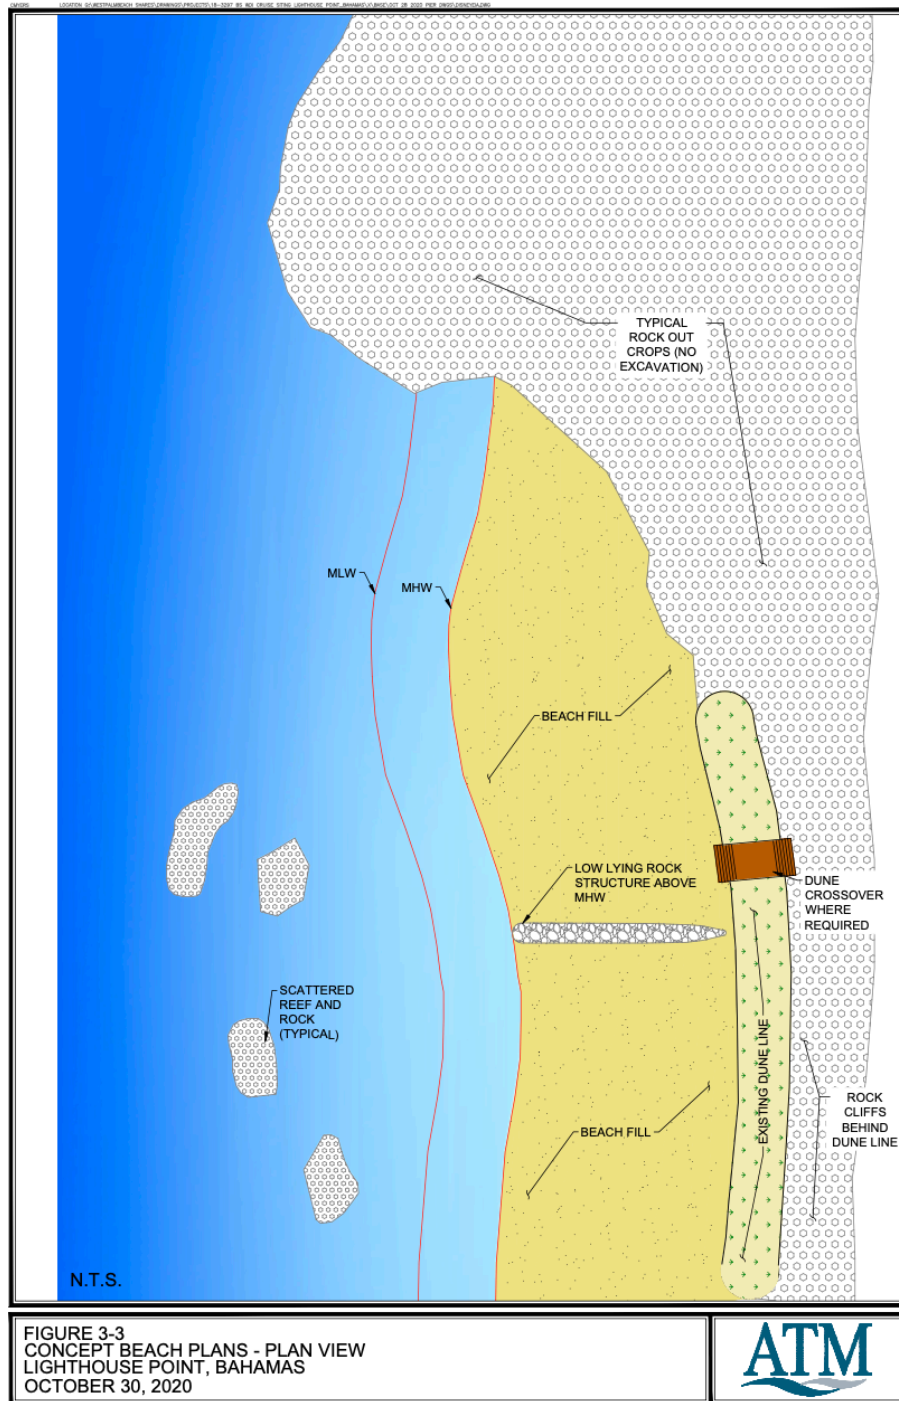 TYPICAL
ROCK OUT
CROPS (NO
EXCAVATION)
MLW
MHW
BEACH FILL
LOW LYING ROCK
STRUCTURE ABOVE
MHW
DUNE
CROSSOVER
WHERE
REQUIRED
SCATTERED
REEF AND
ROCK
(TYPICAL)
EXISTING DUNE LINE
ROCK
CLIFFS
BEHIND
DUNE LINE
BEACH FILL
N.T.S.
FIGURE 3-3
CONCEPT BEACH PLANS - PLAN VIEW
LIGHTHOUSE POINT, BAHAMAS
OCTOBER 30, 2020
ATM